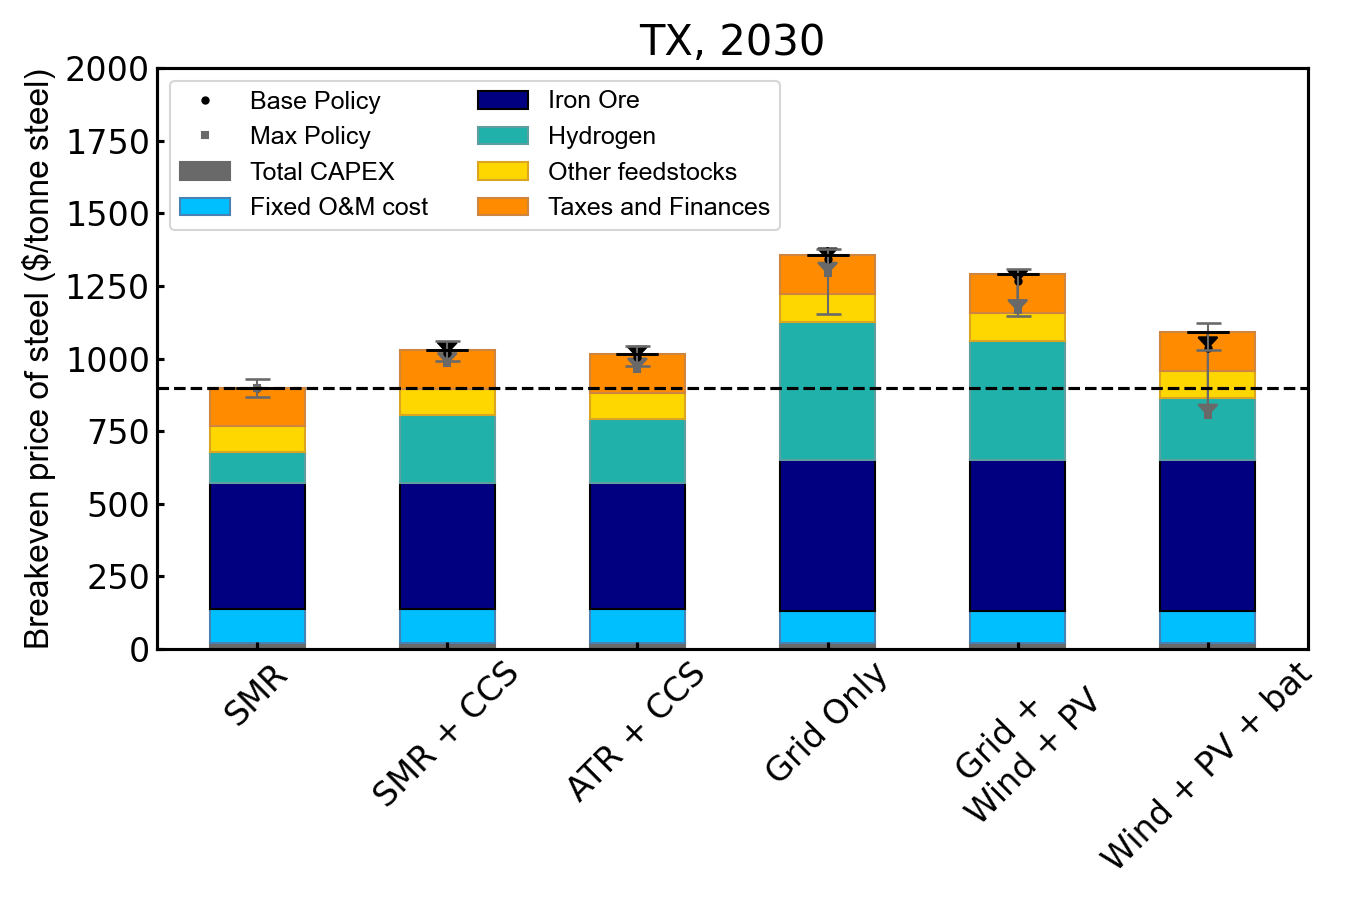 TX, 2030
Breakeven price of steel ($/tonne steel)
2000
1750
1500
1250
1000
750
500
250
0
Base Policy
Max Policy
Total CAPEX
Fixed O&M cost
Iron Ore
Hydrogen
Other feedstocks
Taxes and Finances
SMR
SMR + CCS
ATR + CCS
Grid Only
Grid +
Wind + PV
Wind + PV + bat